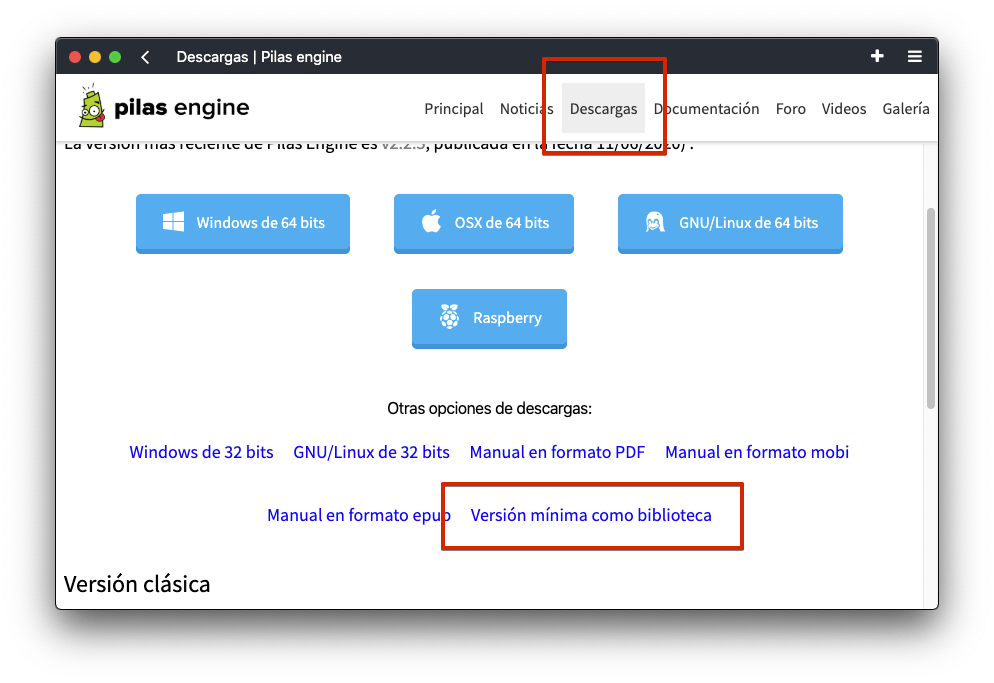 Descargas | Pilas engine
pilas engine
Principal Noticias Descargas Documentación Foro Videos Galería
La versión más reciente de Pilas Engine es v2.2.3, publicada en la fecha 11/06/2020) .
Windows de 64 bits OSX de 64 bits GNU/Linux de 64 bits
Raspberry
Otras opciones de descargas:
Windows de 32 bits GNU/Linux de 32 bits Manual en formato PDF Manual en formato mobi
Manual en formato epub Versión mínima como biblioteca
Versión clásica